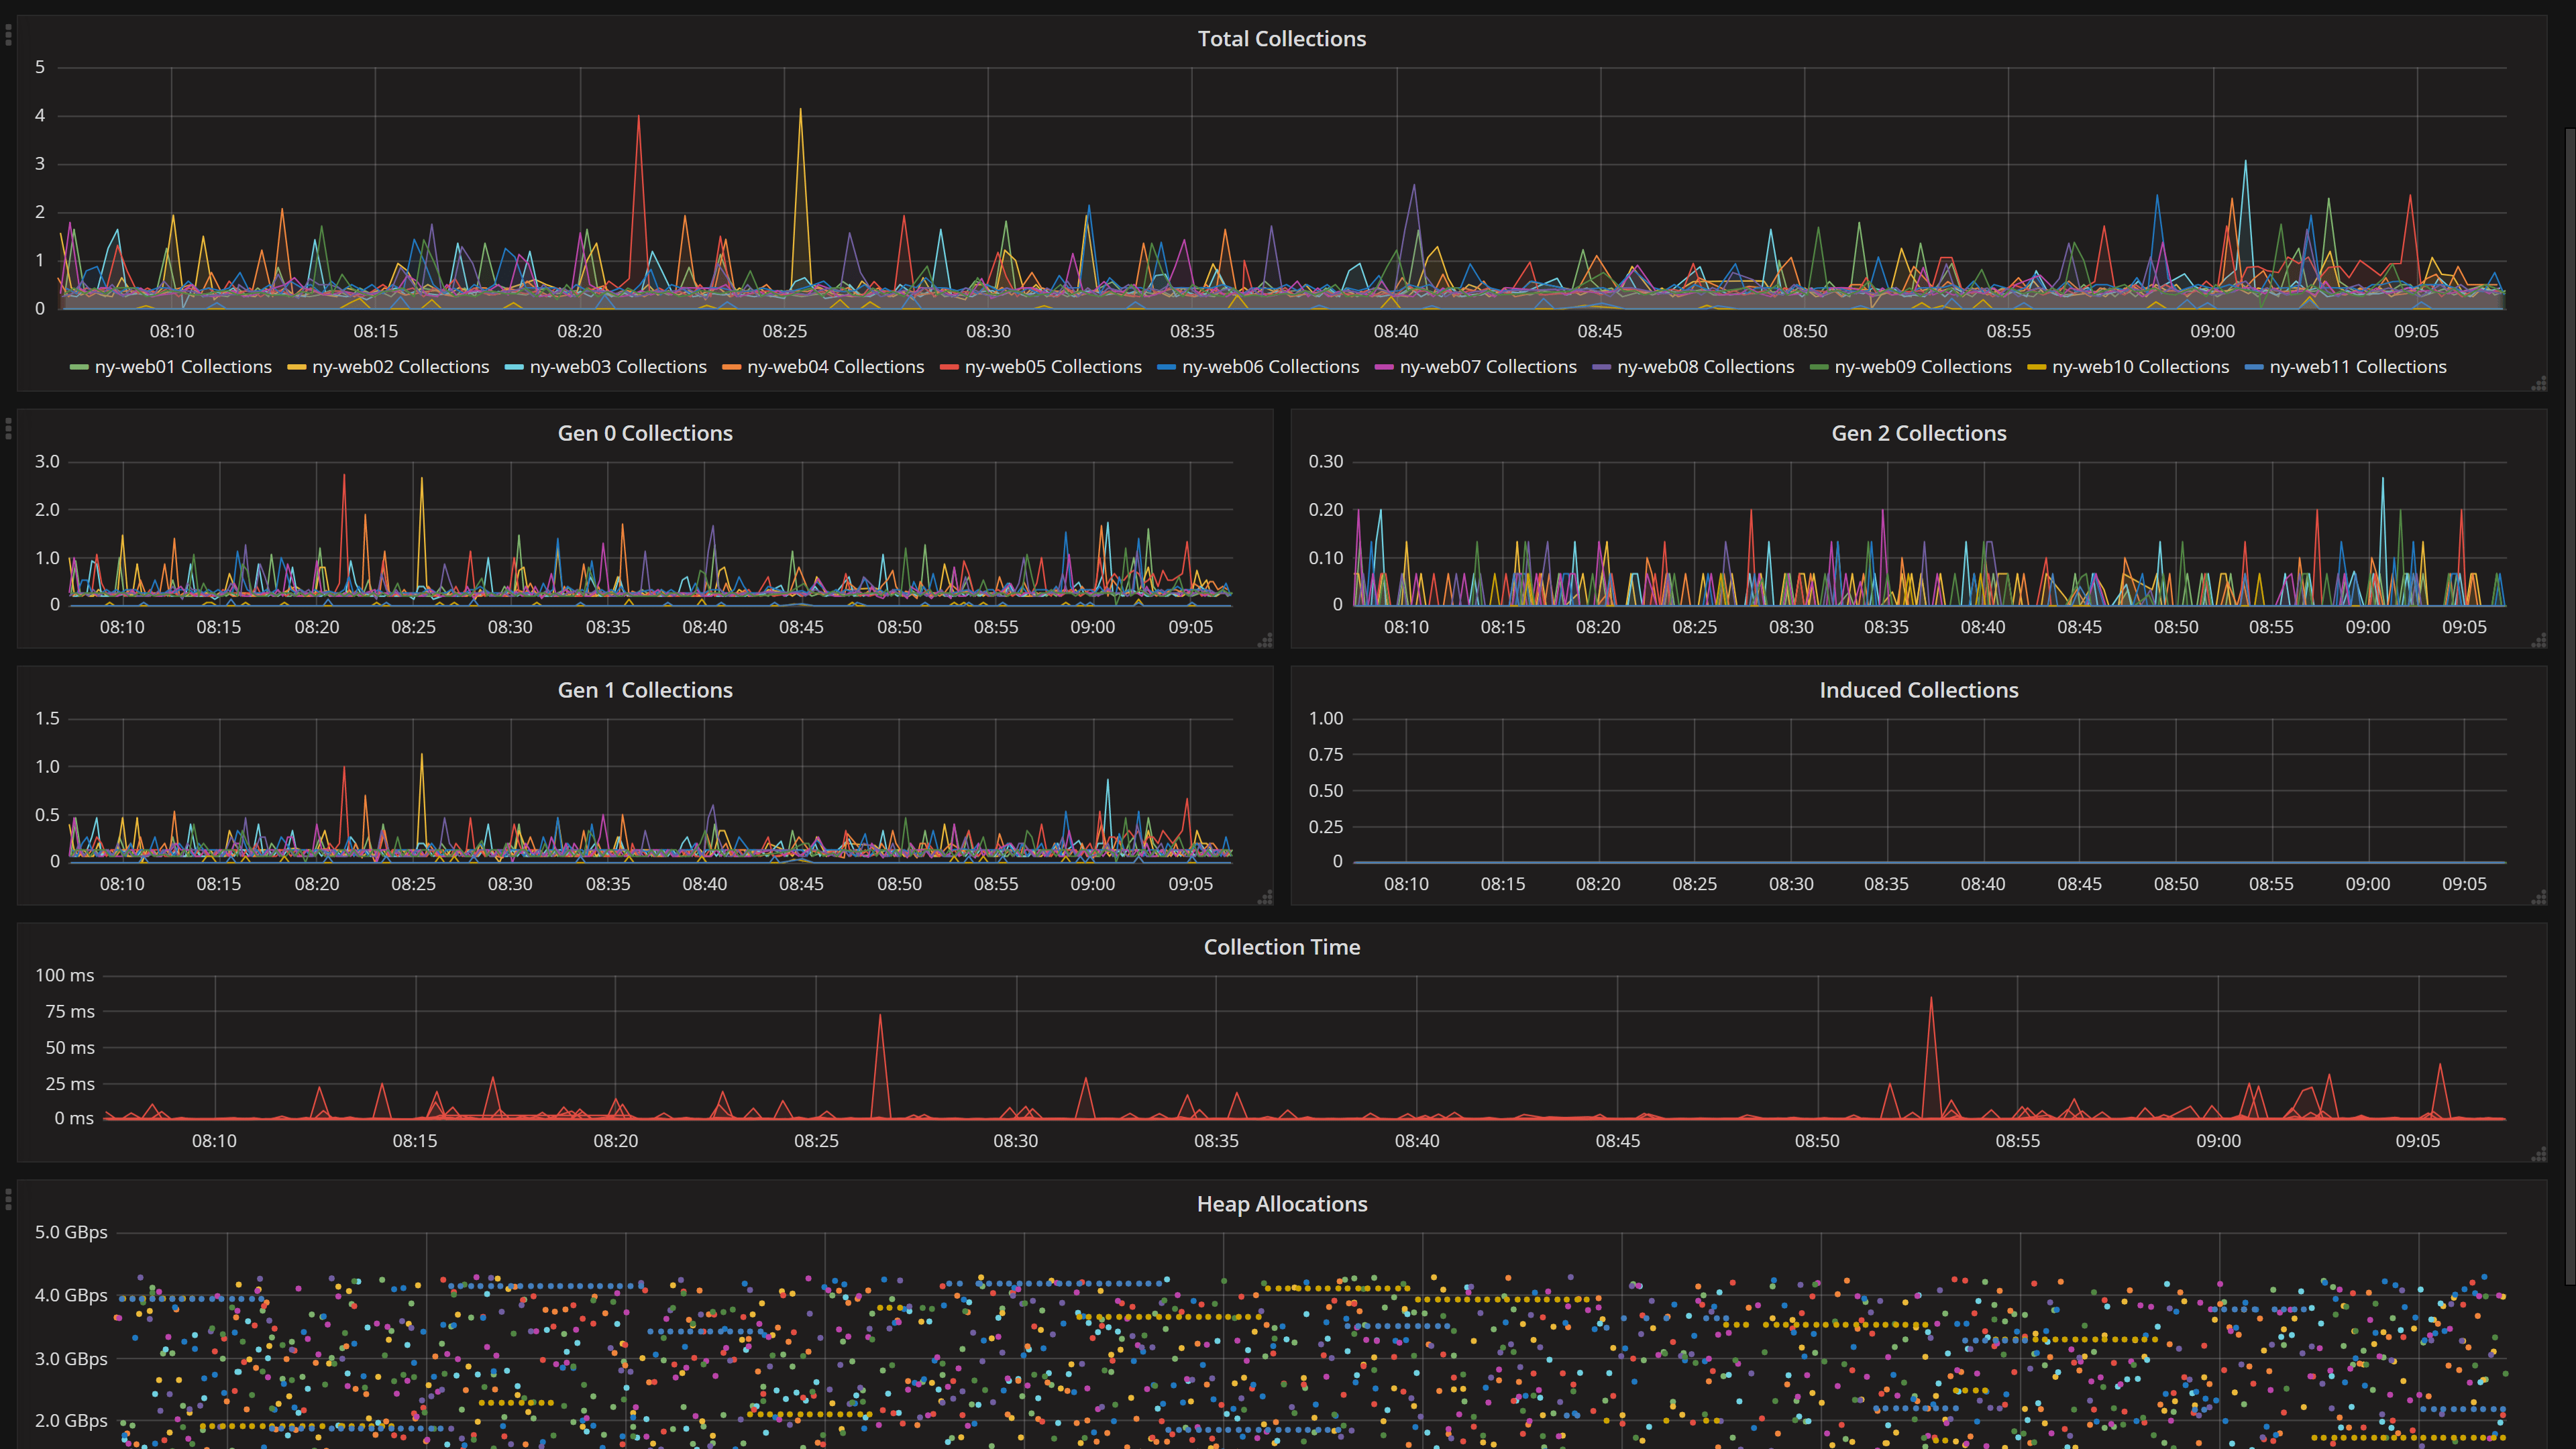 Total Collections
5
4
3
2
1
0
08:10 08:15 08:20 08:25 08:30 08:35 08:40 08:45 08:50 08:55 09:00 09:05
ny-web01 Collections ny-web02 Collections ny-web03 Collections ny-web04 Collections ny-web05 Collections ny-web06 Collections ny-web07 Collections ny-web08 Collections ny-web09 Collections ny-web10 Collections ny-web11 Collections
Gen 0 Collections
3.0
2.0
1.0
0
08:10 08:15 08:20 08:25 08:30 08:35 08:40 08:45 08:50 08:55 09:00 09:05
Gen 2 Collections
0.30
0.20
0.10
0
08:10 08:15 08:20 08:25 08:30 08:35 08:40 08:45 08:50 08:55 09:00 09:05
Gen 1 Collections
1.5
1.0
0.5
0
08:10 08:15 08:20 08:25 08:30 08:35 08:40 08:45 08:50 08:55 09:00 09:05
Induced Collections
1.00
0.75
0.50
0.25
0
08:10 08:15 08:20 08:25 08:30 08:35 08:40 08:45 08:50 08:55 09:00 09:05
Collection Time
100 ms
75 ms
50 ms
25 ms
0 ms
08:10 08:15 08:20 08:25 08:30 08:35 08:40 08:45 08:50 08:55 09:00 09:05
Heap Allocations
5.0 GBps
4.0 GBps
3.0 GBps
2.0 GBps